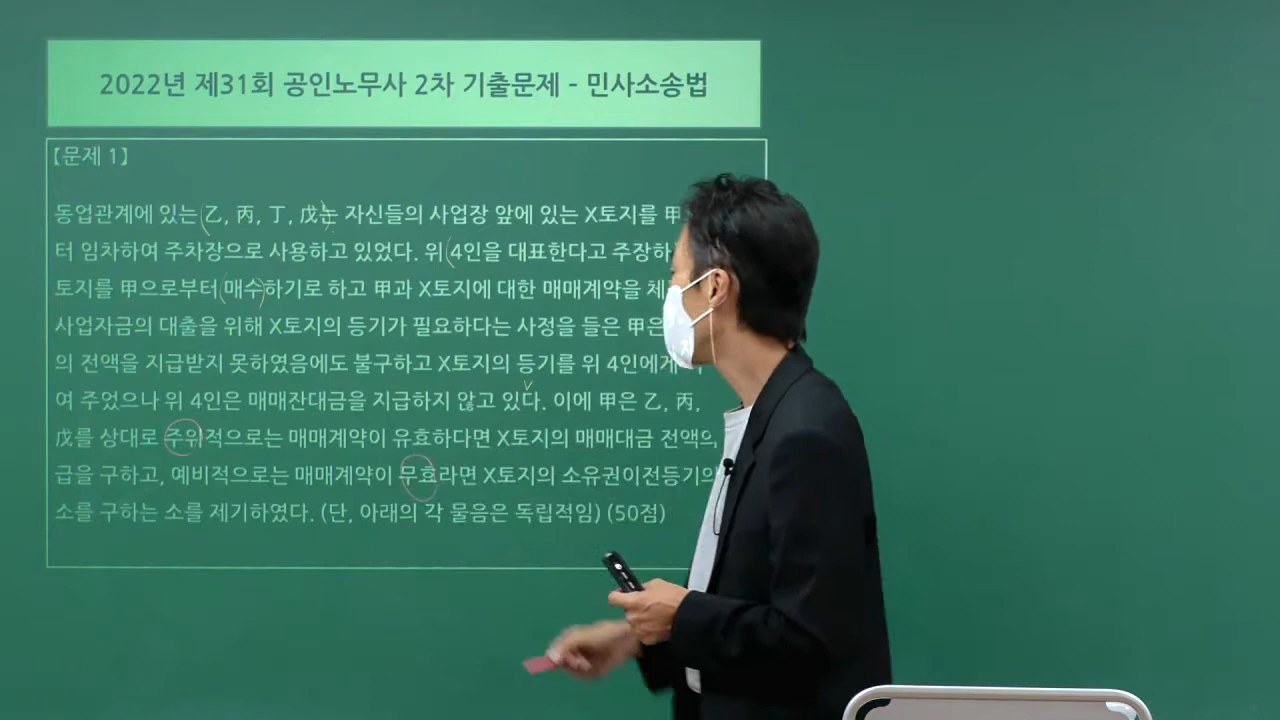 2022년 제31회 공인노무사 2차 기출문제 - 민사소송법
【문제 1】
동업관계에 있는 乙, 丙, 丁, 戊는 자신들의 사업장 앞에 있는 X토지를 甲
터 임차하여 주차장으로 사용하고 있었다. 위 4인을 대표한다고 주장하
토지를 甲으로부터 매수하기로 하고 甲과 X토지에 대한 매매계약을 체
사업자금의 대출을 위해 X토지의 등기가 필요하다는 사정을 들은 甲은
의 전액을 지급받지 못하였음에도 불구하고 X토지의 등기를 위 4인에게
여 주었으나 위 4인은 매매잔대금을 지급하지 않고 있다. 이에 甲은 乙, 丙,
戊를 상대로 주위적으로는 매매계약이 유효하다면 X토지의 매매대금 전액의
급을 구하고, 예비적으로는 매매계약이 무효라면 X토지의 소유권이전등기의
소를 구하는 소를 제기하였다. (단, 아래의 각 물음은 독립적임) (50점)